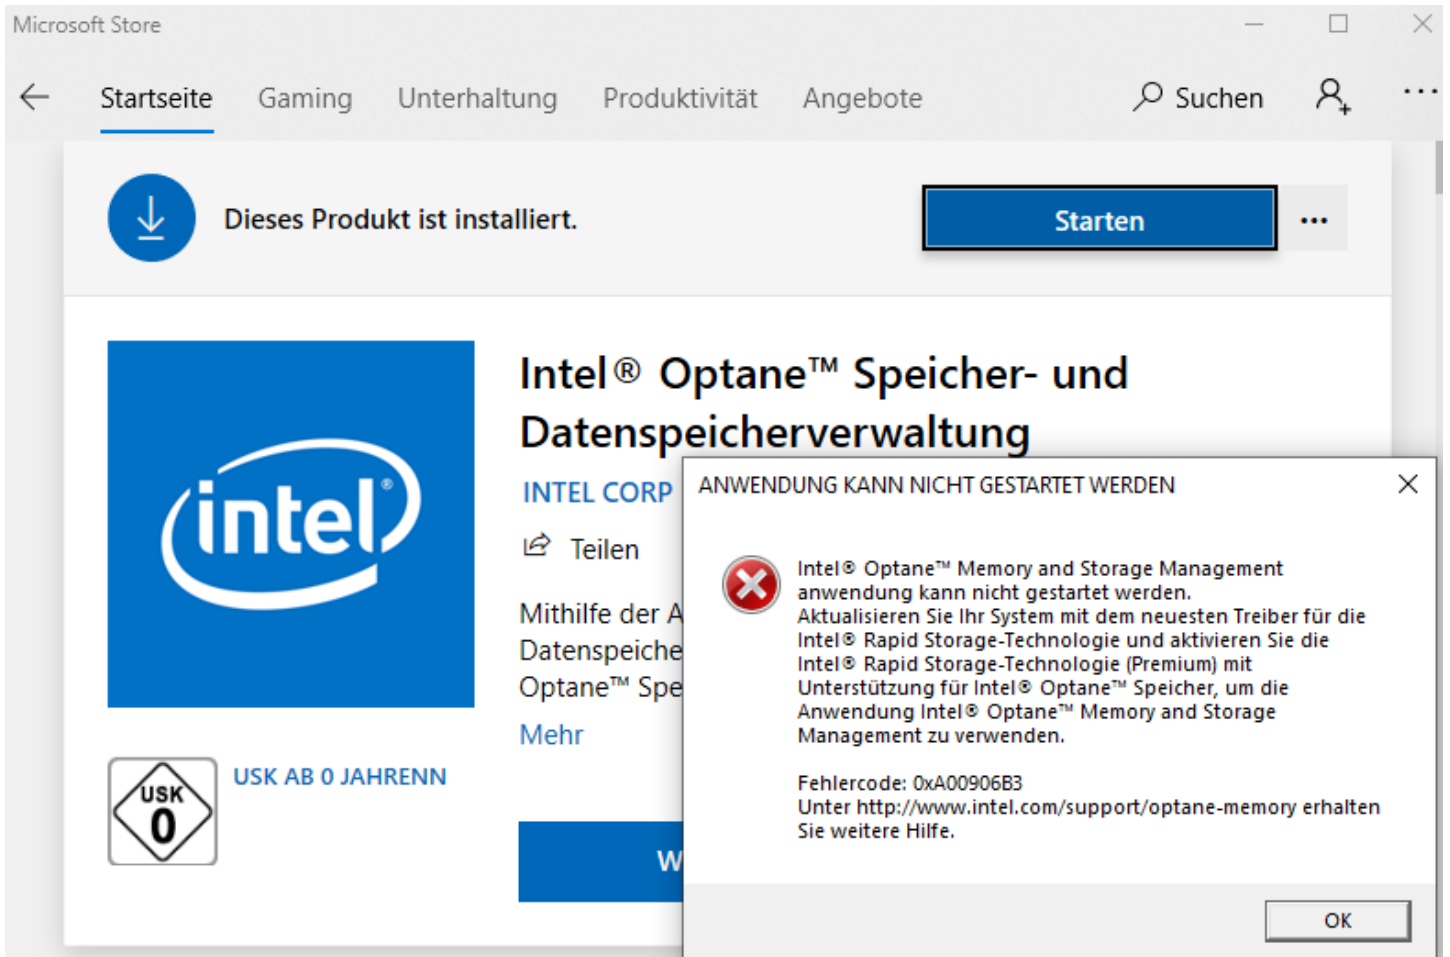 Microsoft Store
Startseite Gaming Unterhaltung Produktivität Angebote Suchen
Dieses Produkt ist installiert.
Starten
intel®
Intel® Optane™ Speicher- und
Datenspeicherverwaltung
INTEL CORP
Teilen
Mithilfe der A
Datenspeiche
Optane™ Spe
Mehr
USK
0
USK AB 0 JAHRENN
W
ANWENDUNG KANN NICHT GESTARTET WERDEN
Intel® Optane™ Memory and Storage Management
anwendung kann nicht gestartet werden.
Aktualisieren Sie Ihr System mit dem neuesten Treiber für die
Intel® Rapid Storage-Technologie und aktivieren Sie die
Intel® Rapid Storage-Technologie (Premium) mit
Unterstützung für Intel® Optane™ Speicher, um die
Anwendung Intel® Optane™ Memory and Storage
Management zu verwenden.
Fehlercode: 0xA00906B3
Unter http://www.intel.com/support/optane-memory erhalten
Sie weitere Hilfe.
OK